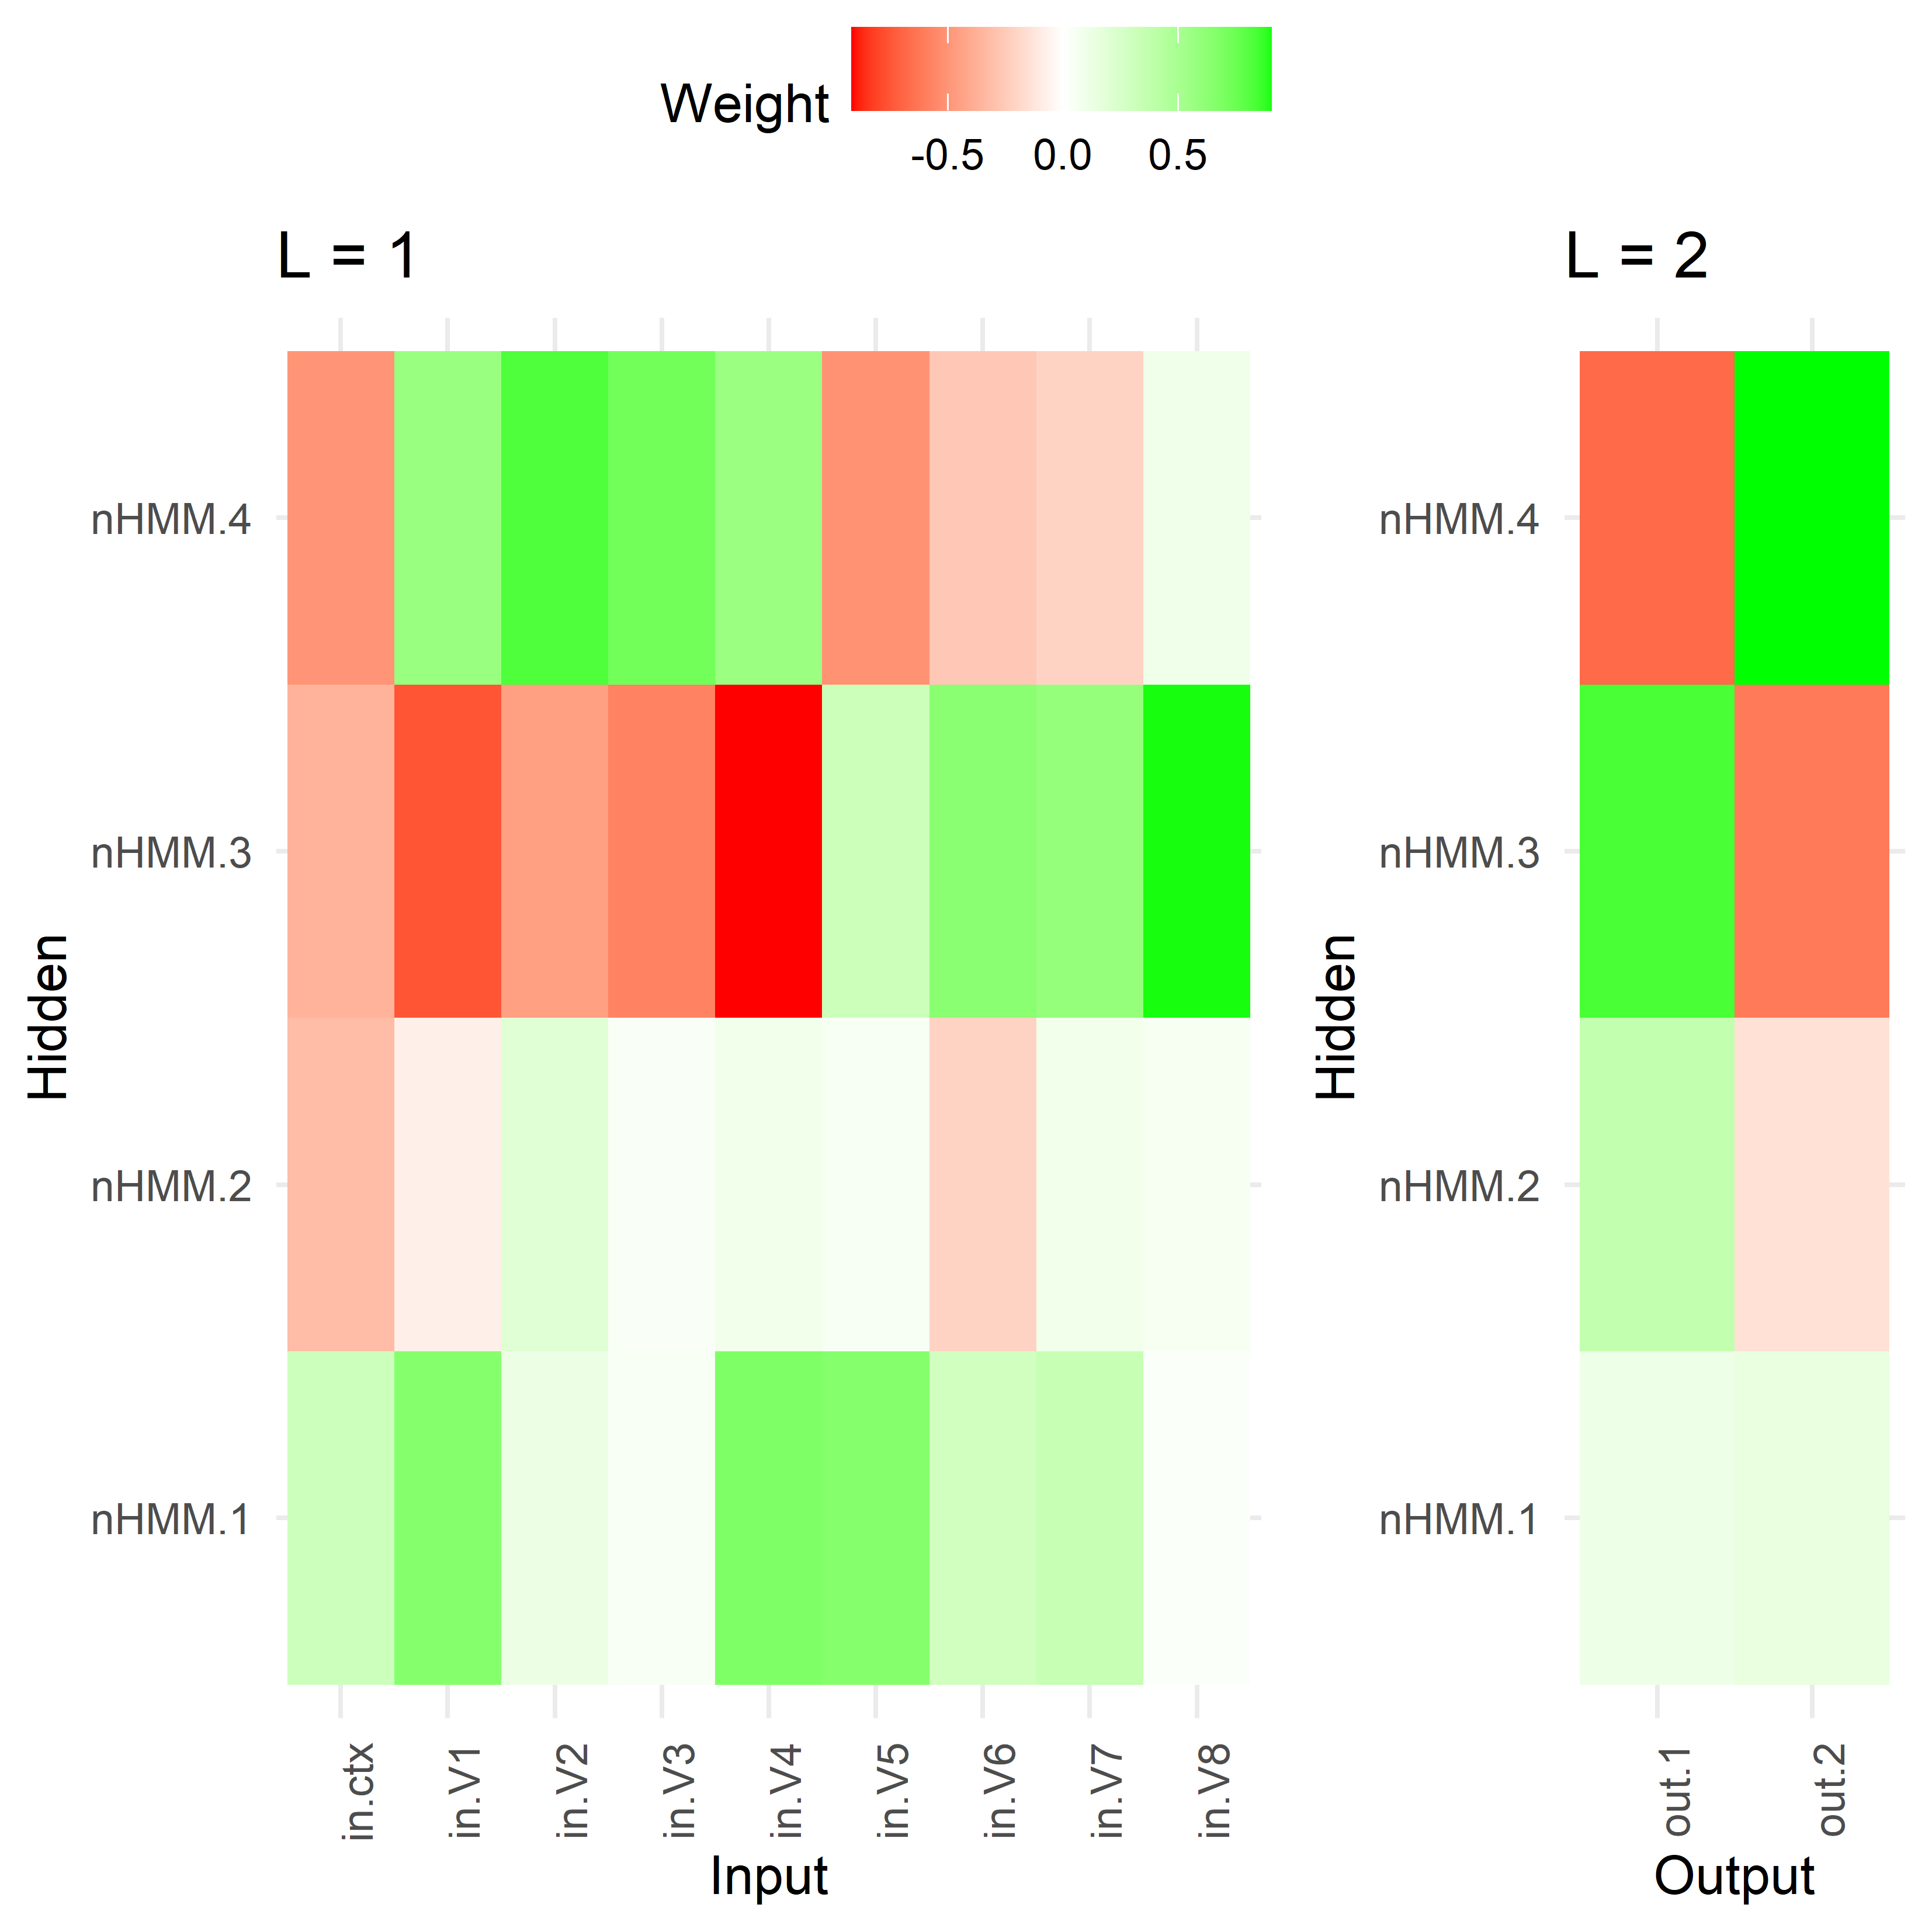 Weight
-0.5 0.0 0.5
L = 1
L = 2
nHMM.4
nHMM.3
nHMM.2
nHMM.1
Hidden
in.ctx in.V1 in.V2 in.V3 in.V4 in.V5 in.V6 in.V7 in.V8
Input
nHMM.4
nHMM.3
nHMM.2
nHMM.1
Hidden
out.1 out.2
Output